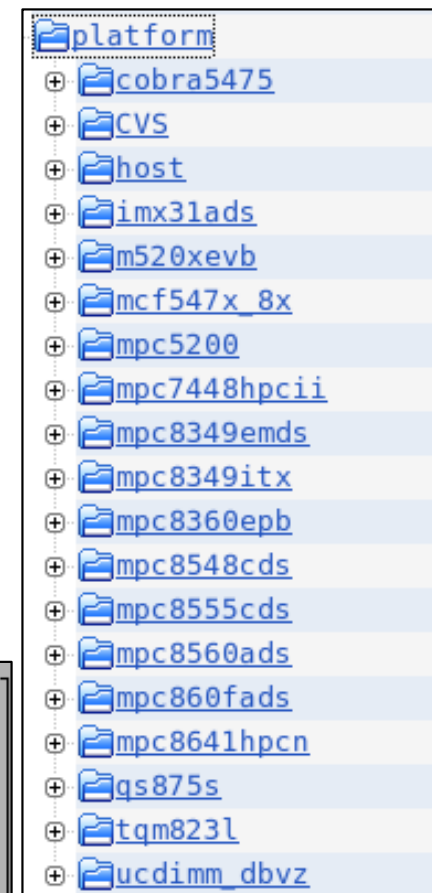 platform
cobra5475
CVS
host
imx31ads
m520xevb
mcf547x_8x
mpc5200
mpc7448hpcii
mpc8349emds
mpc8349itx
mpc8360epb
mpc8548cds
mpc8555cds
mpc8560ads
mpc860fads
mpc8641hpcn
qs875s
tqm823l
ucdimm_dbvz